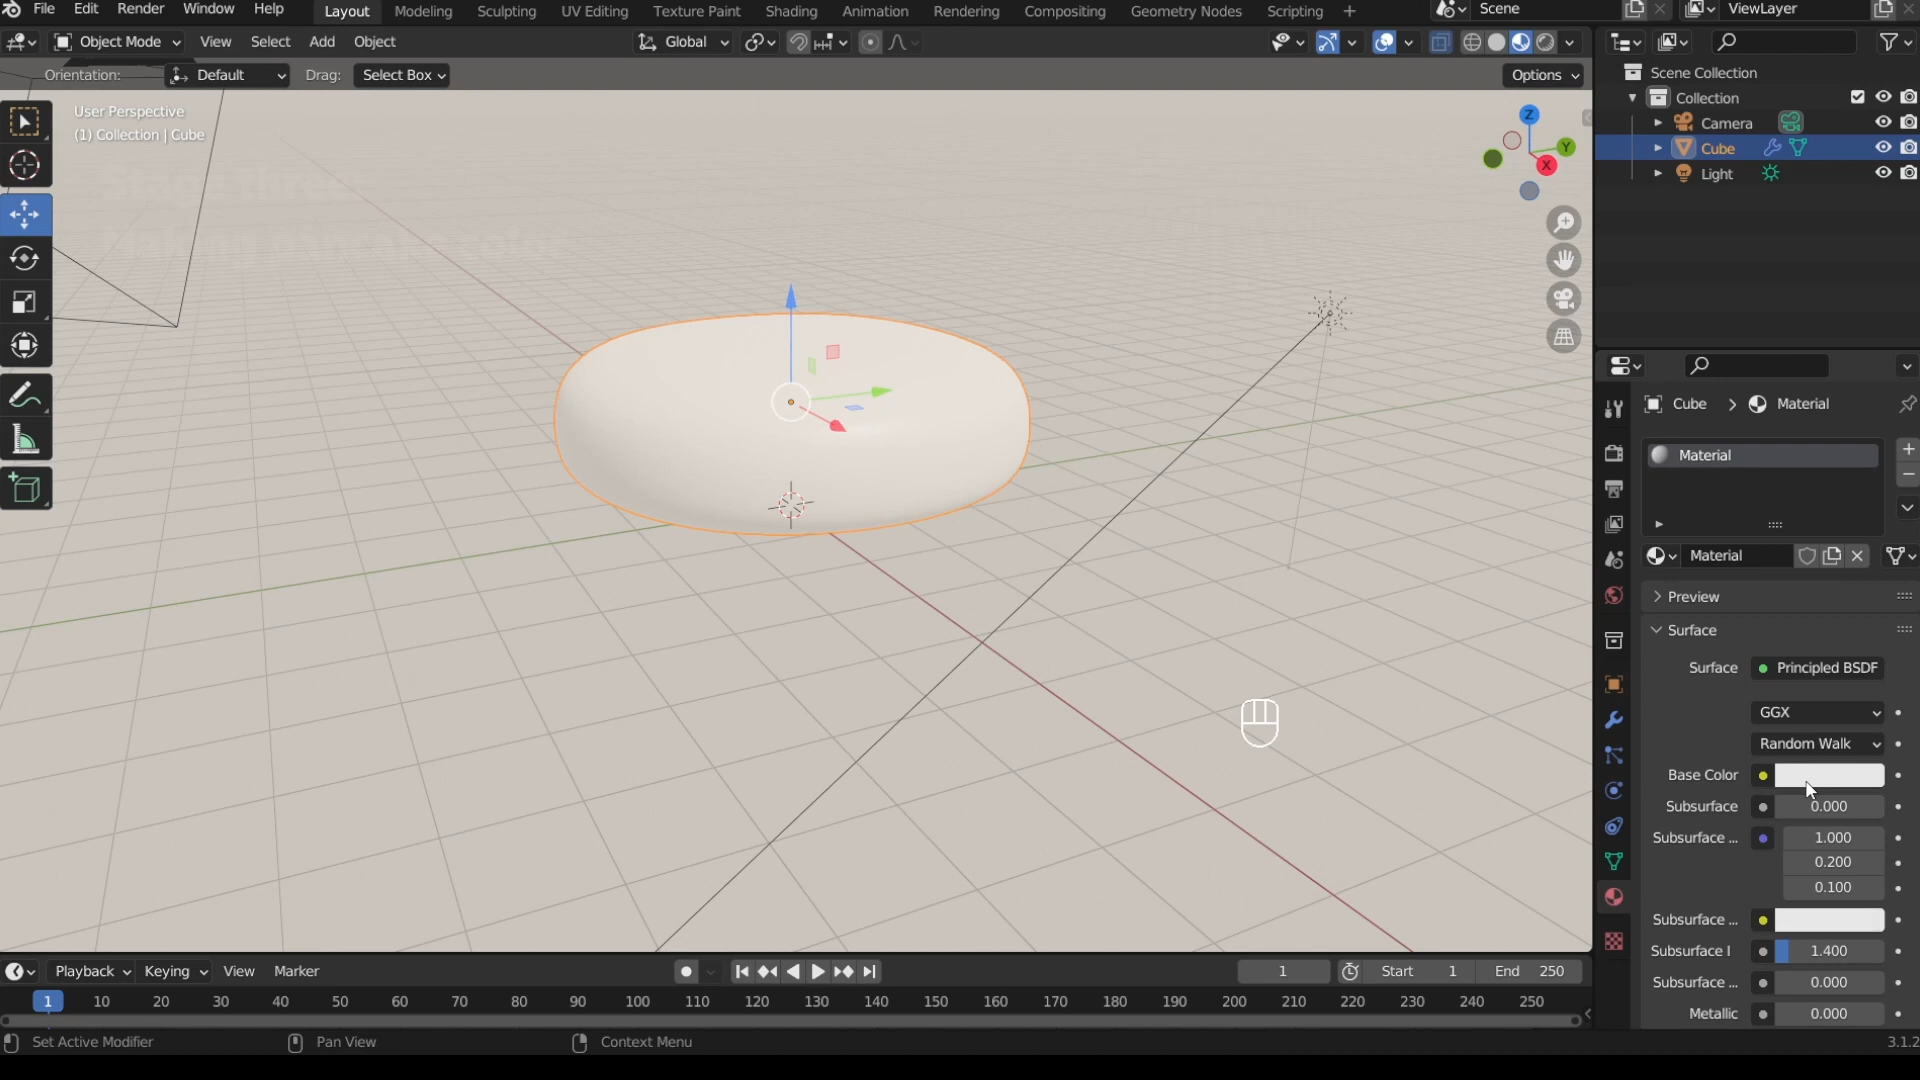 File Edit Render Window Help Layout Modeling Sculpting UV Editing Texture Paint Shading Animation Rendering Compositing Geometry Nodes Scripting + Scene ViewLayer
Object Mode View Select Add Object Global
Orientation: Default Drag: Select Box Options
User Perspective
(1) Collection | Cube
Z
Y
X
Scene Collection
Collection
Camera
Cube
Light
Cube > Material
Material
Material
Preview
Surface
Surface Principled BSDF
GGX
Random Walk
Base Color
Subsurface 0.000
Subsurface ... 1.000
0.200
0.100
Subsurface ...
Subsurface I 1.400
Subsurface ... 0.000
Metallic 0.000
Playback Keying View Marker 1 Start 1 End 250
1 10 20 30 40 50 60 70 80 90 100 110 120 130 140 150 160 170 180 190 200 210 220 230 240 250
Set Active Modifier Pan View Context Menu 3.1.2